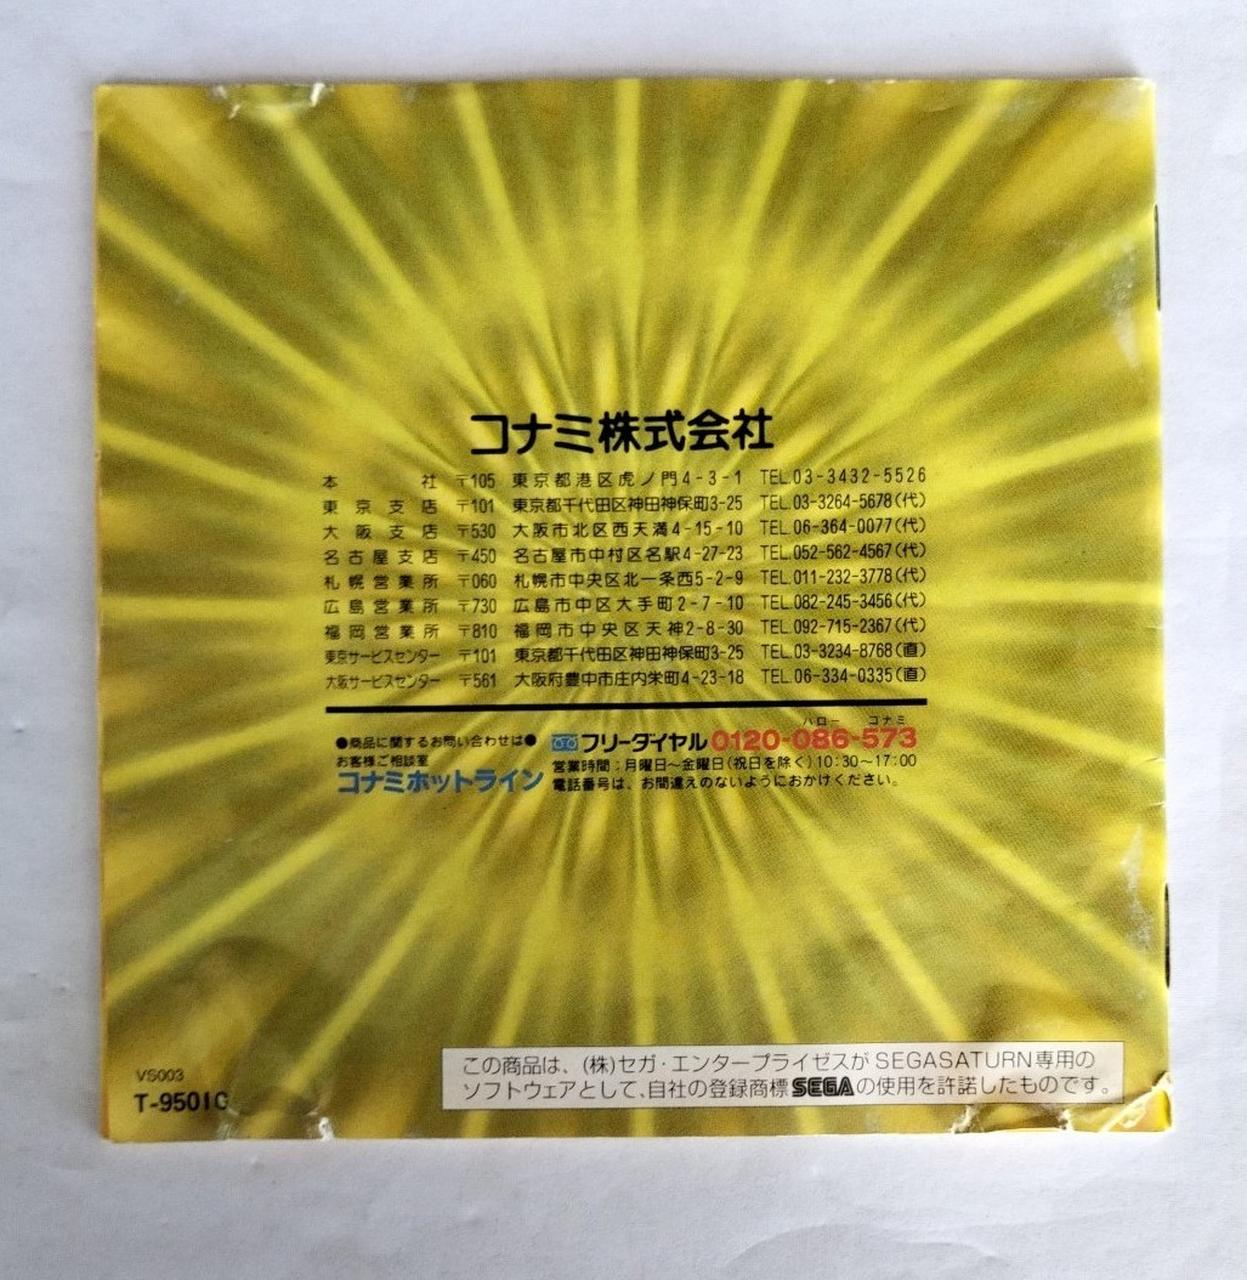 コナミ株式会社
本社 〒105 東京都港区虎ノ門4-3-1 TEL.03-3432-5526
東京支店 〒101 東京都千代田区神田神保町3-25 TEL.03-3264-5678(代)
大阪支店 〒530 大阪市北区西天満4-15-10 TEL.06-364-0077(代)
名古屋支店 〒450 名古屋市中村区名駅4-27-23 TEL.052-562-4567(代)
札幌営業所 〒060 札幌市中央区北一条西5-2-9 TEL.011-232-3778(代)
広島営業所 〒730 広島市中区大手町2-7-10 TEL.082-245-3456(代)
福岡営業所 〒810 福岡市中央区天神2-8-30 TEL.092-715-2367(代)
東京サービスセンター 〒101 東京都千代田区神田神保町3-25 TEL.03-3234-8768(直)
大阪サービスセンター 〒561 大阪府豊中市庄内栄町4-23-18 TEL.06-334-0335(直)
●商品に関するお問い合わせは●
お客様ご相談室
コナミホットライン
ハロー コナミ
フリーダイヤル0120-086-573
営業時間:月曜日〜金曜日(祝日を除く)10:30〜17:00
電話番号は、お間違えのないようにおかけください。
VS003
T-9501G
この商品は、(株)セガ・エンタープライゼスがSEGASATURN専用の
ソフトウェアとして、自社の登録商標SEGAの使用を許諾したものです。